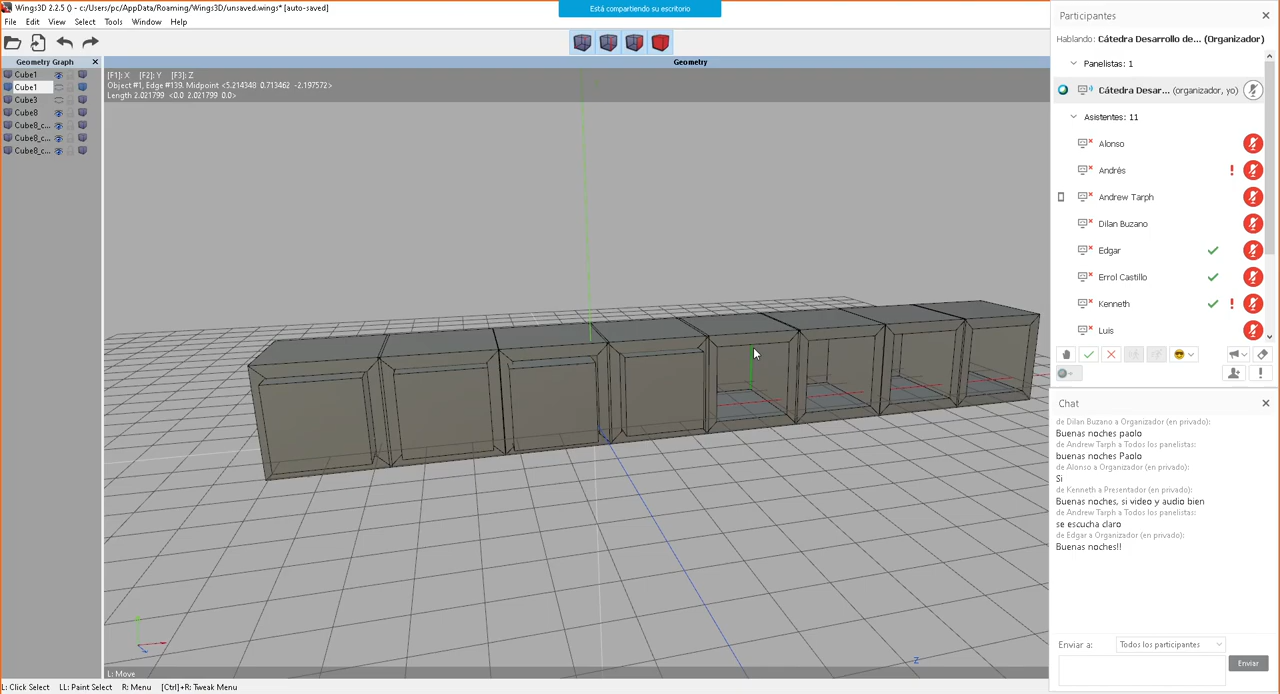 Wings3D 2.2.5 () - c:/Users/pc/AppData/Roaming/Wings3D/unsaved.wings* [auto-saved]
Está compartiendo su escritorio
File Edit View Select Tools Window Help
Geometry Graph
Geometry
Cube1
Cube1
Cube3
Cube8
Cube8_c...
Cube8_c...
Cube8_c...
[F1]: X [F2]: Y [F3]: Z
Object #1, Edge #139. Midpoint <5.214348 0.713462 -2.197572>
Length 2.021799 <0.0 2.021799 0.0>
Z
L: Move
L: Click Select LL: Paint Select R: Menu [Ctrl]+R: Tweak Menu
Participantes
Hablando: Cátedra Desarrollo de... (Organizador)
Panelistas: 1
Cátedra Desar... (organizador, yo)
Asistentes: 11
Alonso
Andrés
Andrew Tarph
Dilan Buzano
Edgar
Errol Castillo
Kenneth
Luis
Chat
de Dilan Buzano a Organizador (en privado):
Buenas noches paolo
de Andrew Tarph a Todos los panelistas:
buenas noches Paolo
de Alonso a Organizador (en privado):
Si
de Kenneth a Presentador (en privado):
Buenas noches, si video y audio bien
de Andrew Tarph a Todos los panelistas:
se escucha claro
de Edgar a Organizador (en privado):
Buenas noches!!
Enviar a: Todos los participantes
Enviar